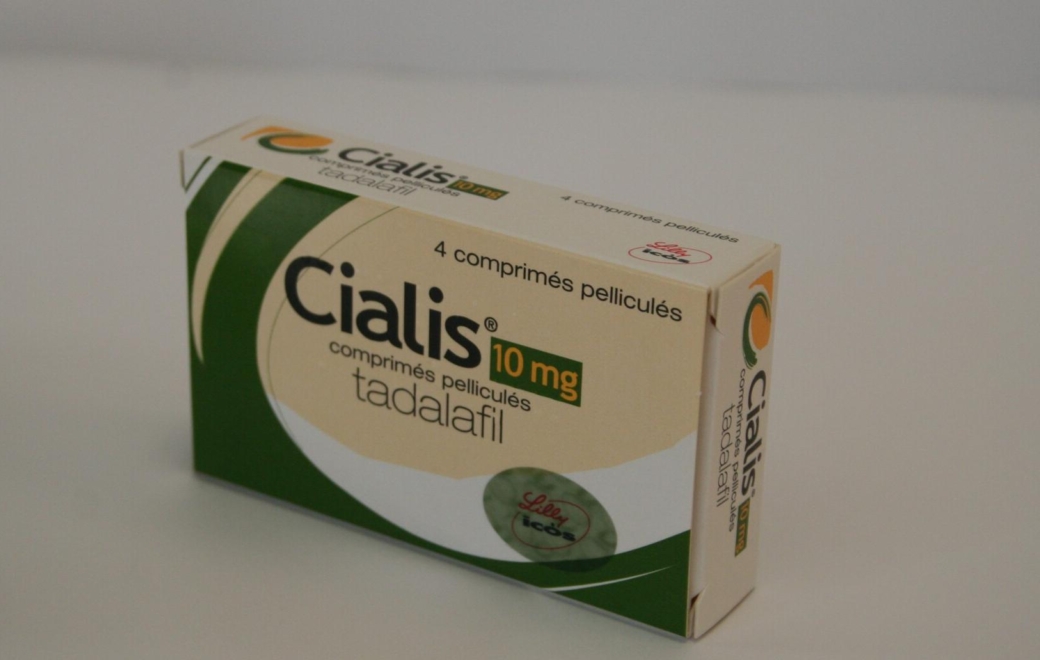 Cialis® 10 mg
comprimés pelliculés
tadalafil
4 comprimés pelliculés
Lilly
icos
4 comprimés pelliculés
Cialis® 10 mg
comprimés pelliculés
tadalafil
Lilly
icos
Cialis® 10 mg
comprimés pelliculés
tadalafil